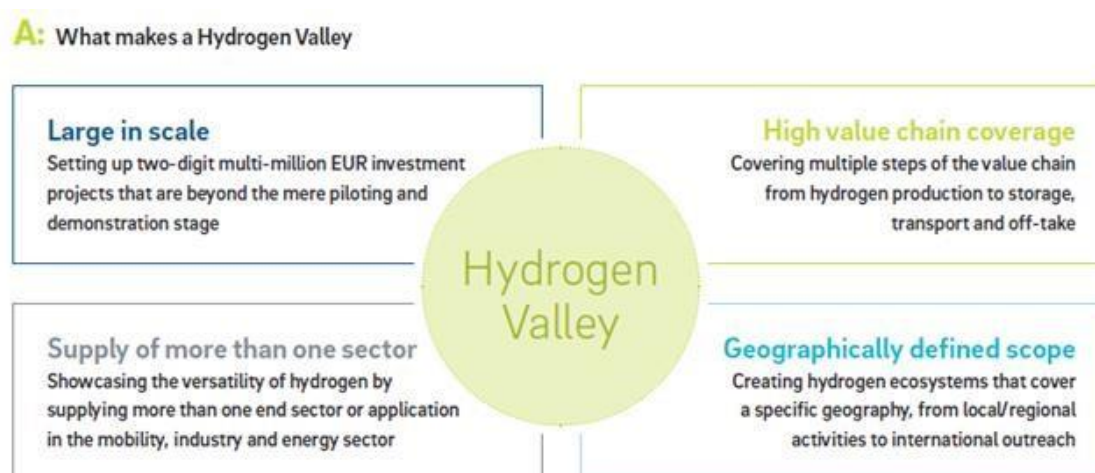 A: What makes a Hydrogen Valley
Large in scale
Setting up two-digit multi-million EUR investment
projects that are beyond the mere piloting and
demonstration stage
High value chain coverage
Covering multiple steps of the value chain
from hydrogen production to storage,
transport and off-take
Hydrogen
Valley
Supply of more than one sector
Showcasing the versatility of hydrogen by
supplying more than one end sector or application
in the mobility, industry and energy sector
Geographically defined scope
Creating hydrogen ecosystems that cover
a specific geography, from local/regional
activities to international outreach